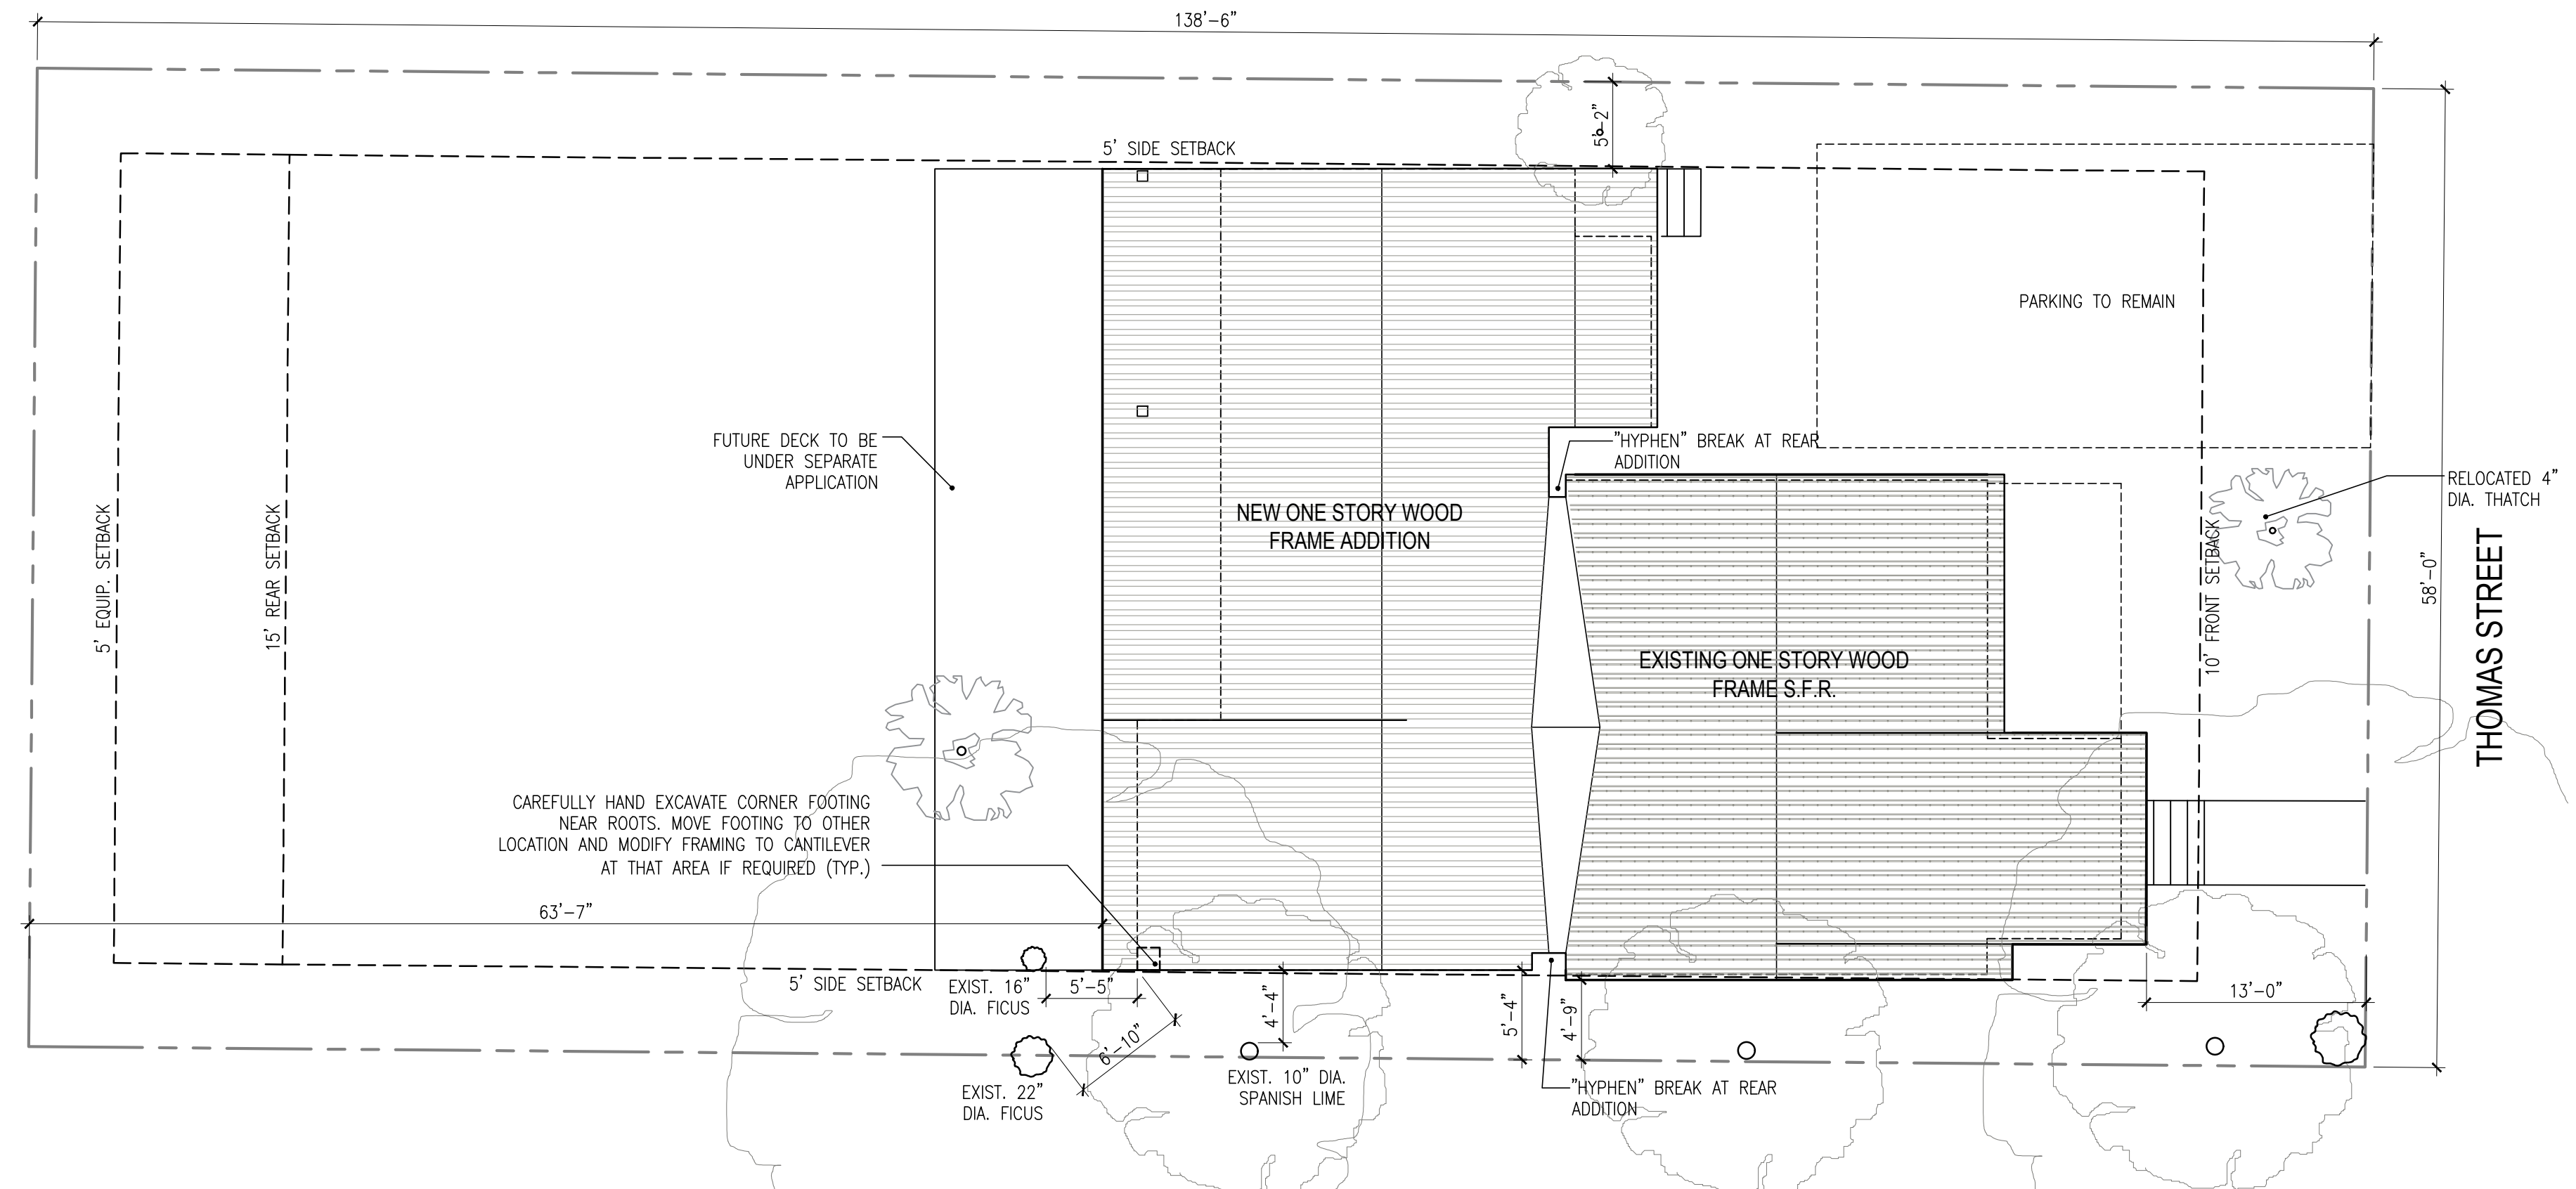 138'-6"
5'-2"
5' SIDE SETBACK
PARKING TO REMAIN
FUTURE DECK TO BE
UNDER SEPARATE
APPLICATION
"HYPHEN" BREAK AT REAR
ADDITION
RELOCATED 4"
DIA. THATCH
NEW ONE STORY WOOD
FRAME ADDITION
5' EQUIP. SETBACK
15' REAR SETBACK
10' FRONT SETBACK
58'-0"
THOMAS STREET
EXISTING ONE STORY WOOD
FRAME S.F.R.
CAREFULLY HAND EXCAVATE CORNER FOOTING
NEAR ROOTS. MOVE FOOTING TO OTHER
LOCATION AND MODIFY FRAMING TO CANTILEVER
AT THAT AREA IF REQUIRED (TYP.)
63'-7"
5' SIDE SETBACK
EXIST. 16"
DIA. FICUS
5'-5"
4'-4"
5'-4"
4'-9"
13'-0"
6'-10"
EXIST. 22"
DIA. FICUS
EXIST. 10" DIA.
SPANISH LIME
"HYPHEN" BREAK AT REAR
ADDITION